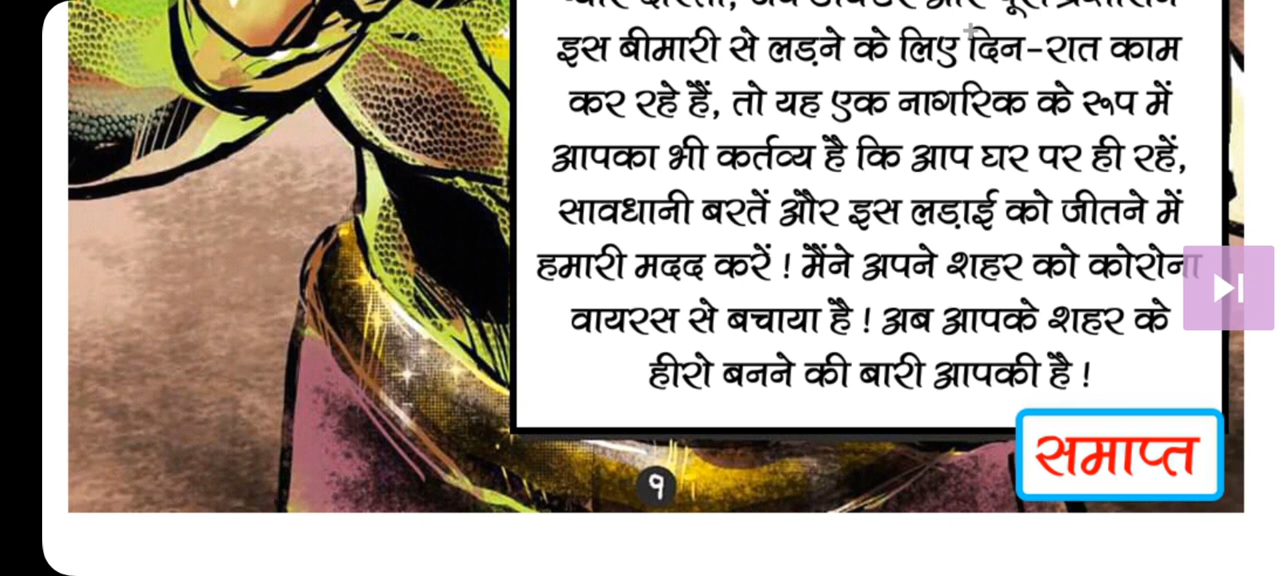 इस बीमारी से लड़ने के लिए दिन-रात काम
कर रहे हैं, तो यह एक नागरिक के रूप में
आपका भी कर्तव्य है कि आप घर पर ही रहें,
सावधानी बरतें और इस लड़ाई को जीतने में
हमारी मदद करें ! मैंने अपने शहर को कोरोना
वायरस से बचाया है ! अब आपके शहर के
हीरो बनने की बारी आपकी है !
समाप्त
९